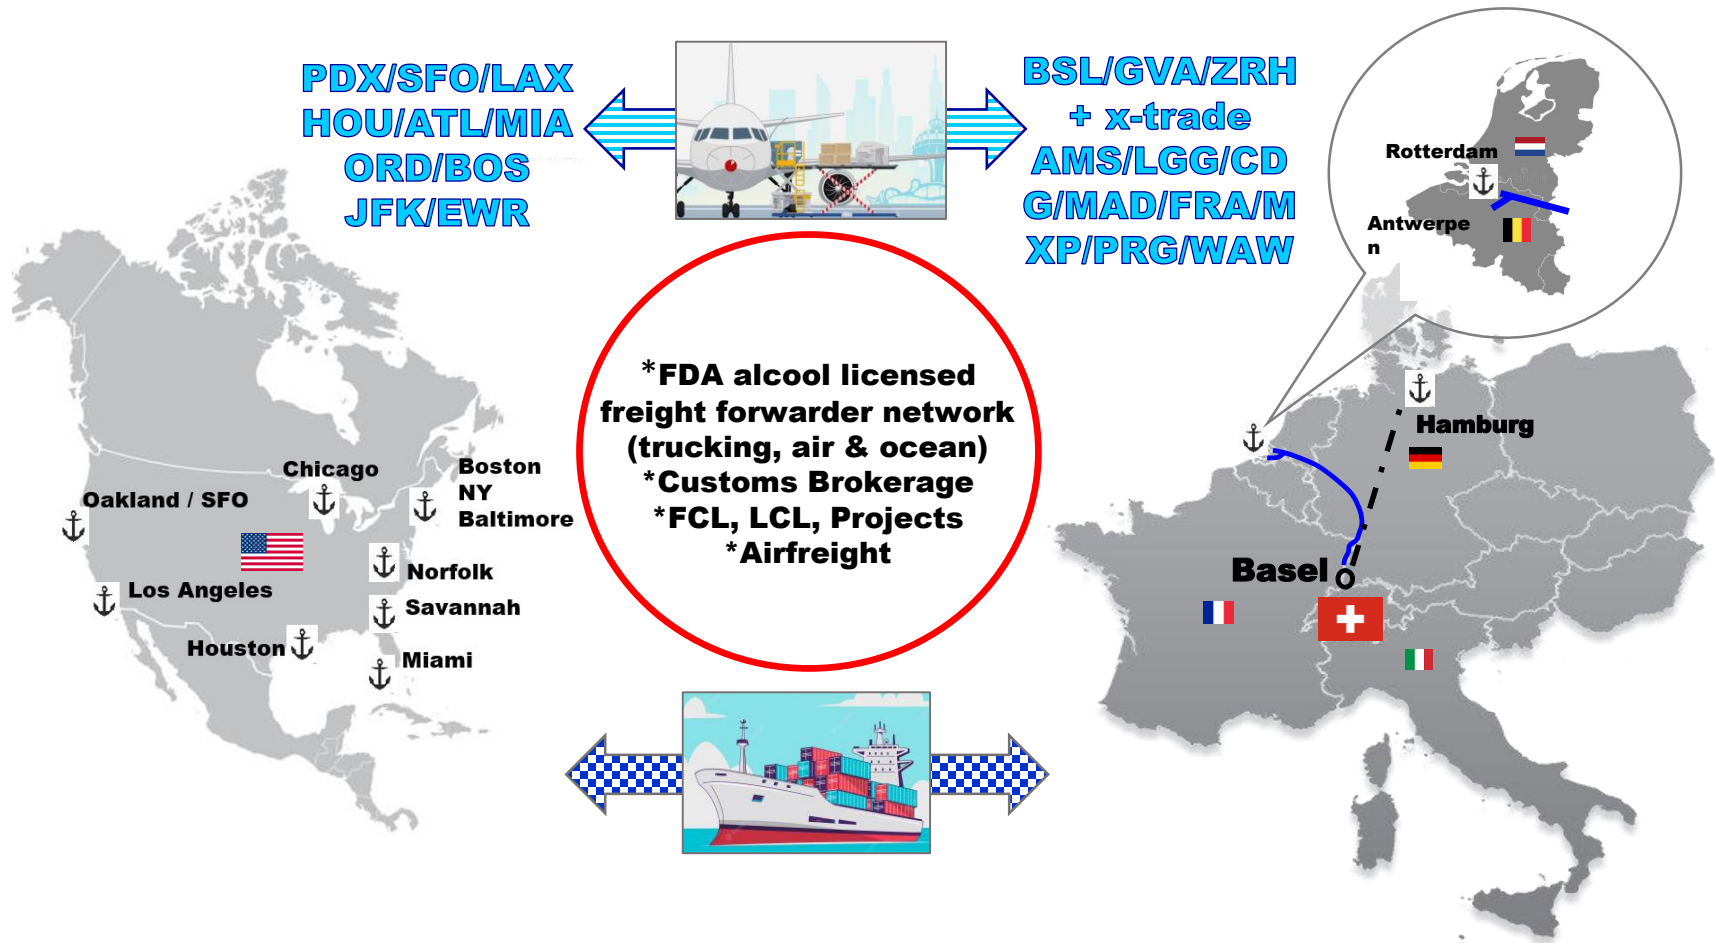 PDX/SFO/LAX
HOU/ATL/MIA
ORD/BOS
JFK/EWR
BSL/GVA/ZRH
+ x-trade
AMS/LGG/CD
G/MAD/FRA/M
XP/PRG/WAW
Rotterdam
Antwerpe
n
*FDA alcool licensed
freight forwarder network
(trucking, air & ocean)
*Customs Brokerage
*FCL, LCL, Projects
*Airfreight
Chicago
Boston
NY
Baltimore
Oakland / SFO
Norfolk
Los Angeles
Savannah
Houston
Miami
Hamburg
Basel